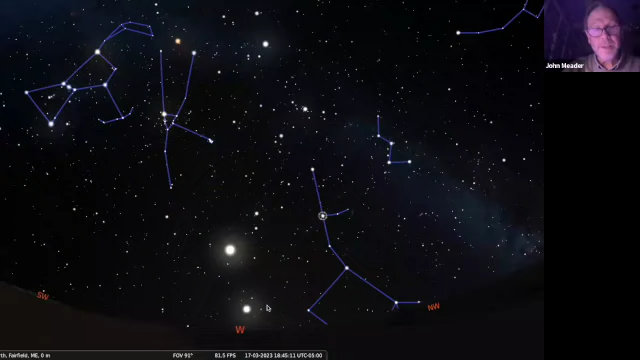 John Meader
SW
W
NW
rth, Fairfield, ME, 0 m FOV 91° 81.5 FPS 17-03-2023 18:45:11 UTC-05:00